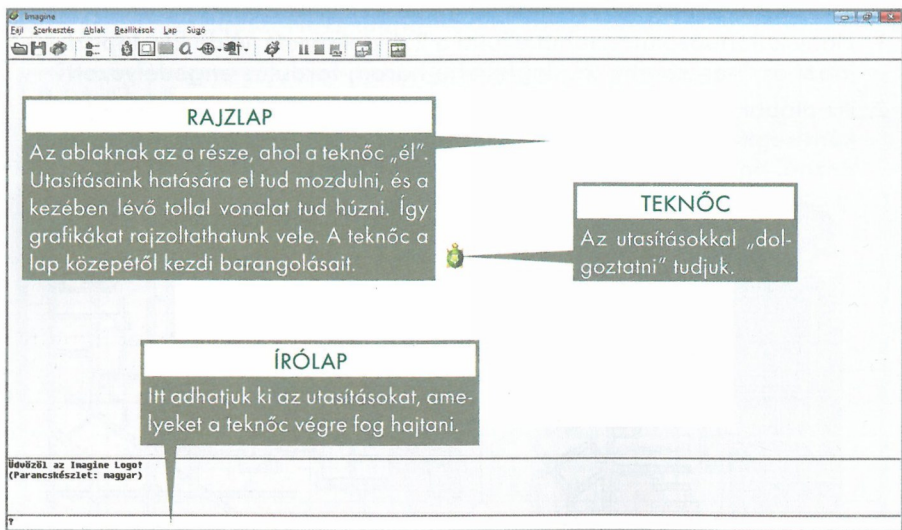 Imagine
Fájl Szerkesztés Ablak Beállítások Lap Súgó
RAJZLAP
Az ablaknak az a része, ahol a teknőc „él”.
Utasításaink hatására el tud mozdulni, és a
kezében lévő tollal vonalat tud húzni. Így
grafikákat rajzoltathatunk vele. A teknőc a
lap közepétől kezdi barangolásait.
TEKNŐC
Az utasításokkal „dol-
goztatni” tudjuk.
ÍRÓLAP
Itt adhatjuk ki az utasításokat, ame-
lyeket a teknőc végre fog hajtani.
Üdvözöl az Imagine Logo!
(Parancskészlet: magyar)
?